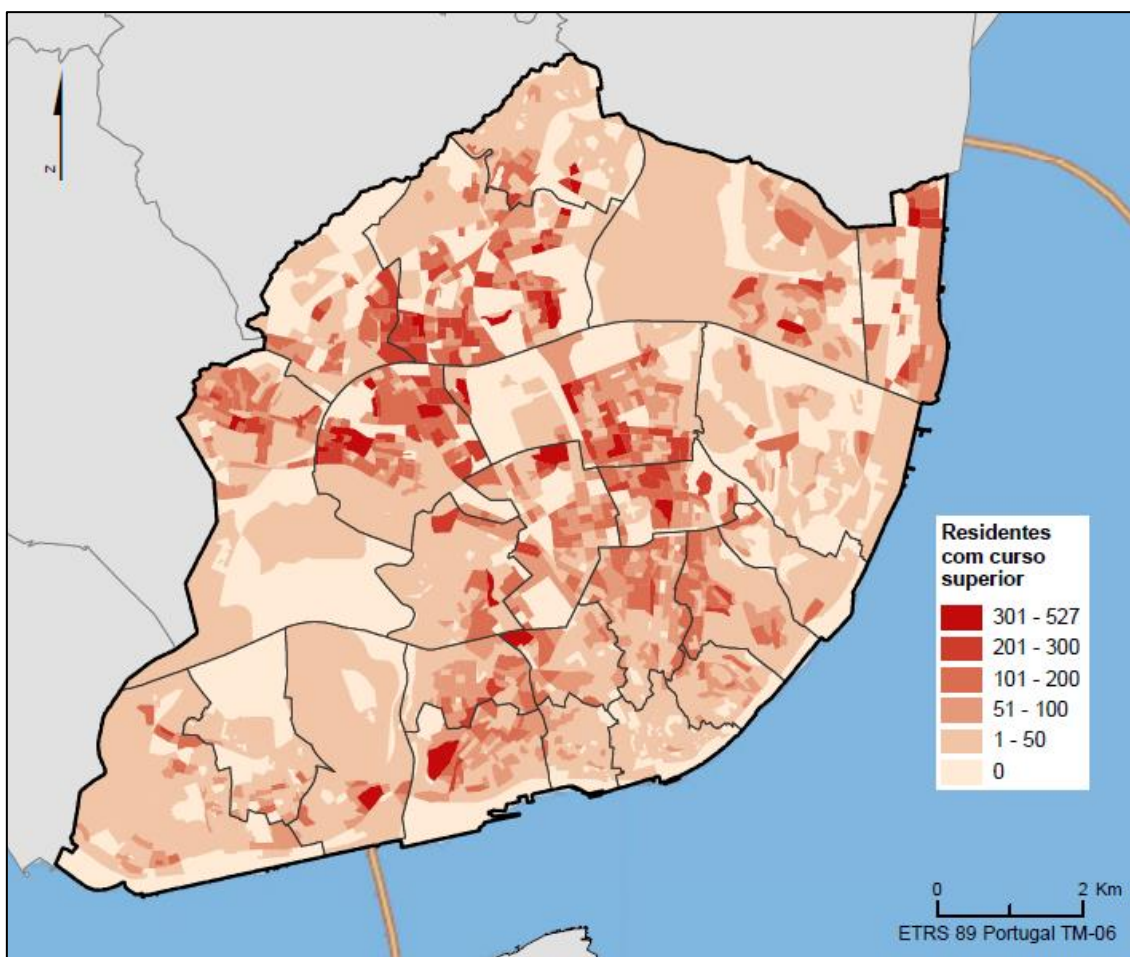 N
Residentes
com curso
superior
301 - 527
201 - 300
101 - 200
51 - 100
1 - 50
0
0 2 Km
ETRS 89 Portugal TM-06